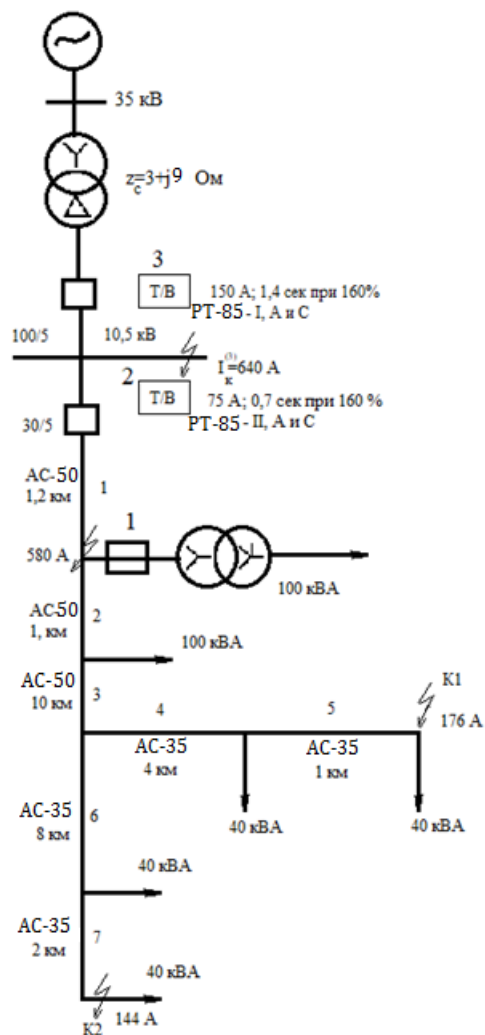 35 кВ
z_c=3+j9 Ом
3
Т/В
150 А; 1,4 сек при 160%
РТ-85 - I, А и С
100/5
10,5 кВ
I_к^(3)=640 А
2
Т/В
75 А; 0,7 сек при 160 %
РТ-85 - II, А и С
30/5
АС-50
1,2 км
1
1
580 А
100 кВА
АС-50
1, км
2
100 кВА
АС-50
10 км
3
4
5
К1
176 А
АС-35
4 км
АС-35
1 км
40 кВА
40 кВА
АС-35
8 км
6
40 кВА
АС-35
2 км
7
40 кВА
К2
144 А